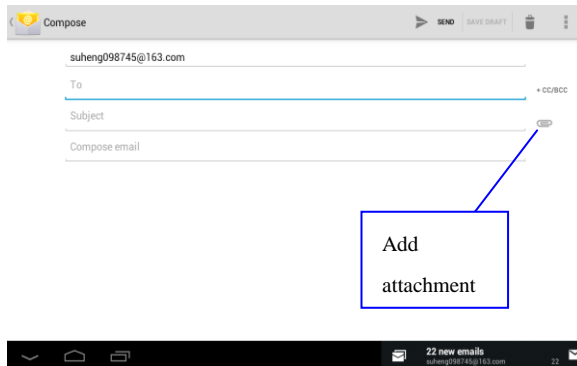 Compose
SEND
SAVE DRAFT
suheng098745@163.com
To
+ CC/BCC
Subject
Compose email
Add
attachment
22 new emails
suheng098745@163.com
22